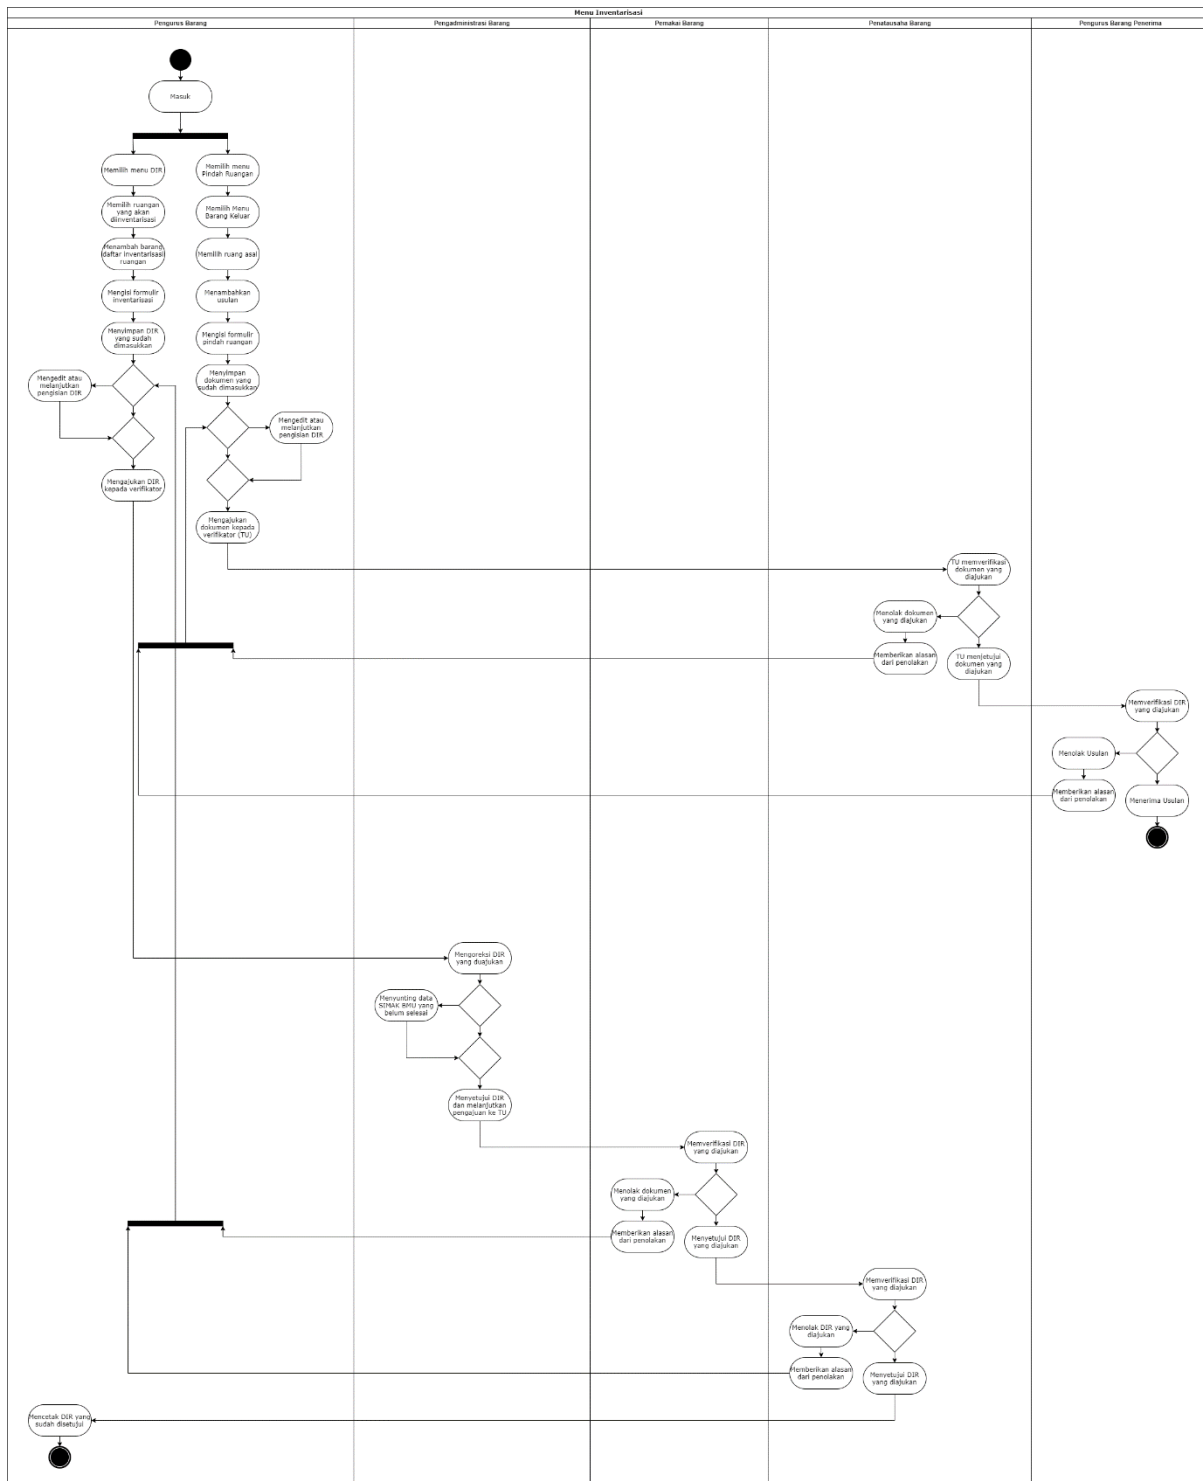 Menu Inventarisasi
Pengurus Barang
Pengadministrasi Barang
Pemakai Barang
Penatausaha Barang
Pengurus Barang Penerima
Masuk
Memilih menu DIR
Memilih ruangan
yang akan
diinventarisasi
Menambah barang
daftar inventarisasi
ruangan
Mengisi formulir
inventarisasi
Menyimpan DIR
yang sudah
dimasukkan
Mengedit atau
melanjutkan
pengisian DIR
Mengajukan DIR
kepada verifikator
Memilih menu
Pindah Ruangan
Memilih Menu
Barang Keluar
Memilih ruang asal
Menambahkan
usulan
Mengisi formulir
pindah ruangan
Menyimpan
dokumen yang
sudah dimasukkan
Mengedit atau
melanjutkan
pengisian DIR
Mengajukan
dokumen kepada
verifikator (TU)
TU memverifikasi
dokumen yang
diajukan
Menolak dokumen
yang diajukan
Memberikan alasan
dari penolakan
TU menjetujui
dokumen yang
diajukan
Memverifikasi DIR
yang diajukan
Menolak Usulan
Memberikan alasan
dari penolakan
Menerima Usulan
Mengoreksi DIR
yang duajukan
Menyunting data
SIMAK BMU yang
belum selesai
Menyetujui DIR
dan melanjutkan
pengajuan ke TU
Memverifikasi DIR
yang diajukan
Menolak dokumen
yang diajukan
Memberikan alasan
dari penolakan
Menyetujui DIR
yang diajukan
Memverifikasi DIR
yang diajukan
Menolak DIR yang
diajukan
Memberikan alasan
dari penolakan
Menyetujui DIR
yang diajukan
Mencetak DIR yang
sudah disetujui